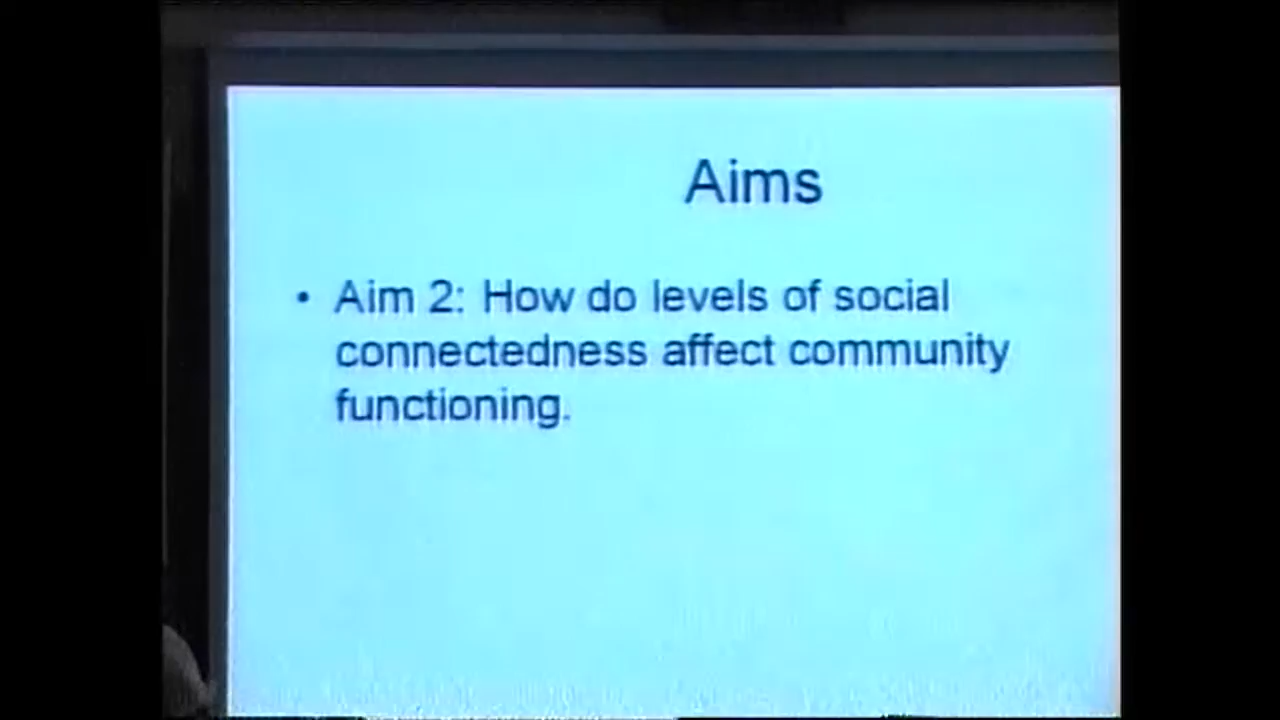 Aims
• Aim 2: How do levels of social
connectedness affect community
functioning.